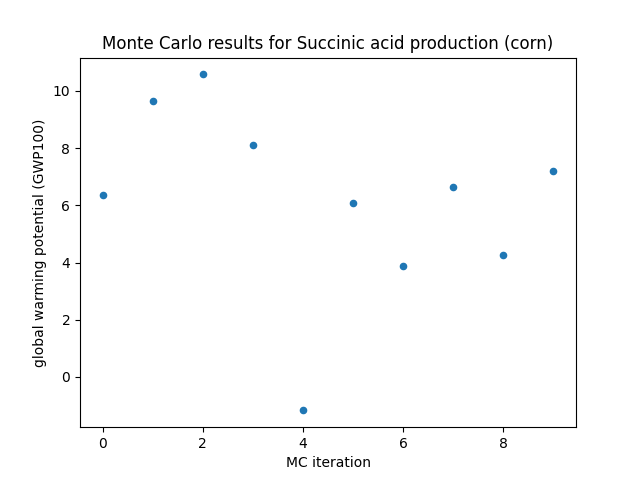 Monte Carlo results for Succinic acid production (corn)
global warming potential (GWP100)
10
8
6
4
2
0
0 2 4 6 8
MC iteration